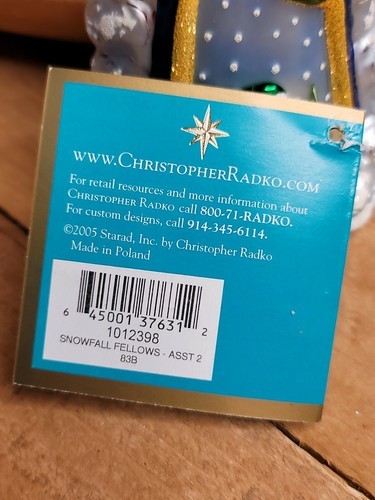 www.ChristopherRadko.com
For retail resources and more information about
Christopher Radko call 800-71-RADKO.
For custom designs, call 914-345-6114.
©2005 Starad, Inc. by Christopher Radko
Made in Poland
6 45001 37631 2
1012398
SNOWFALL FELLOWS - ASST 2
83B